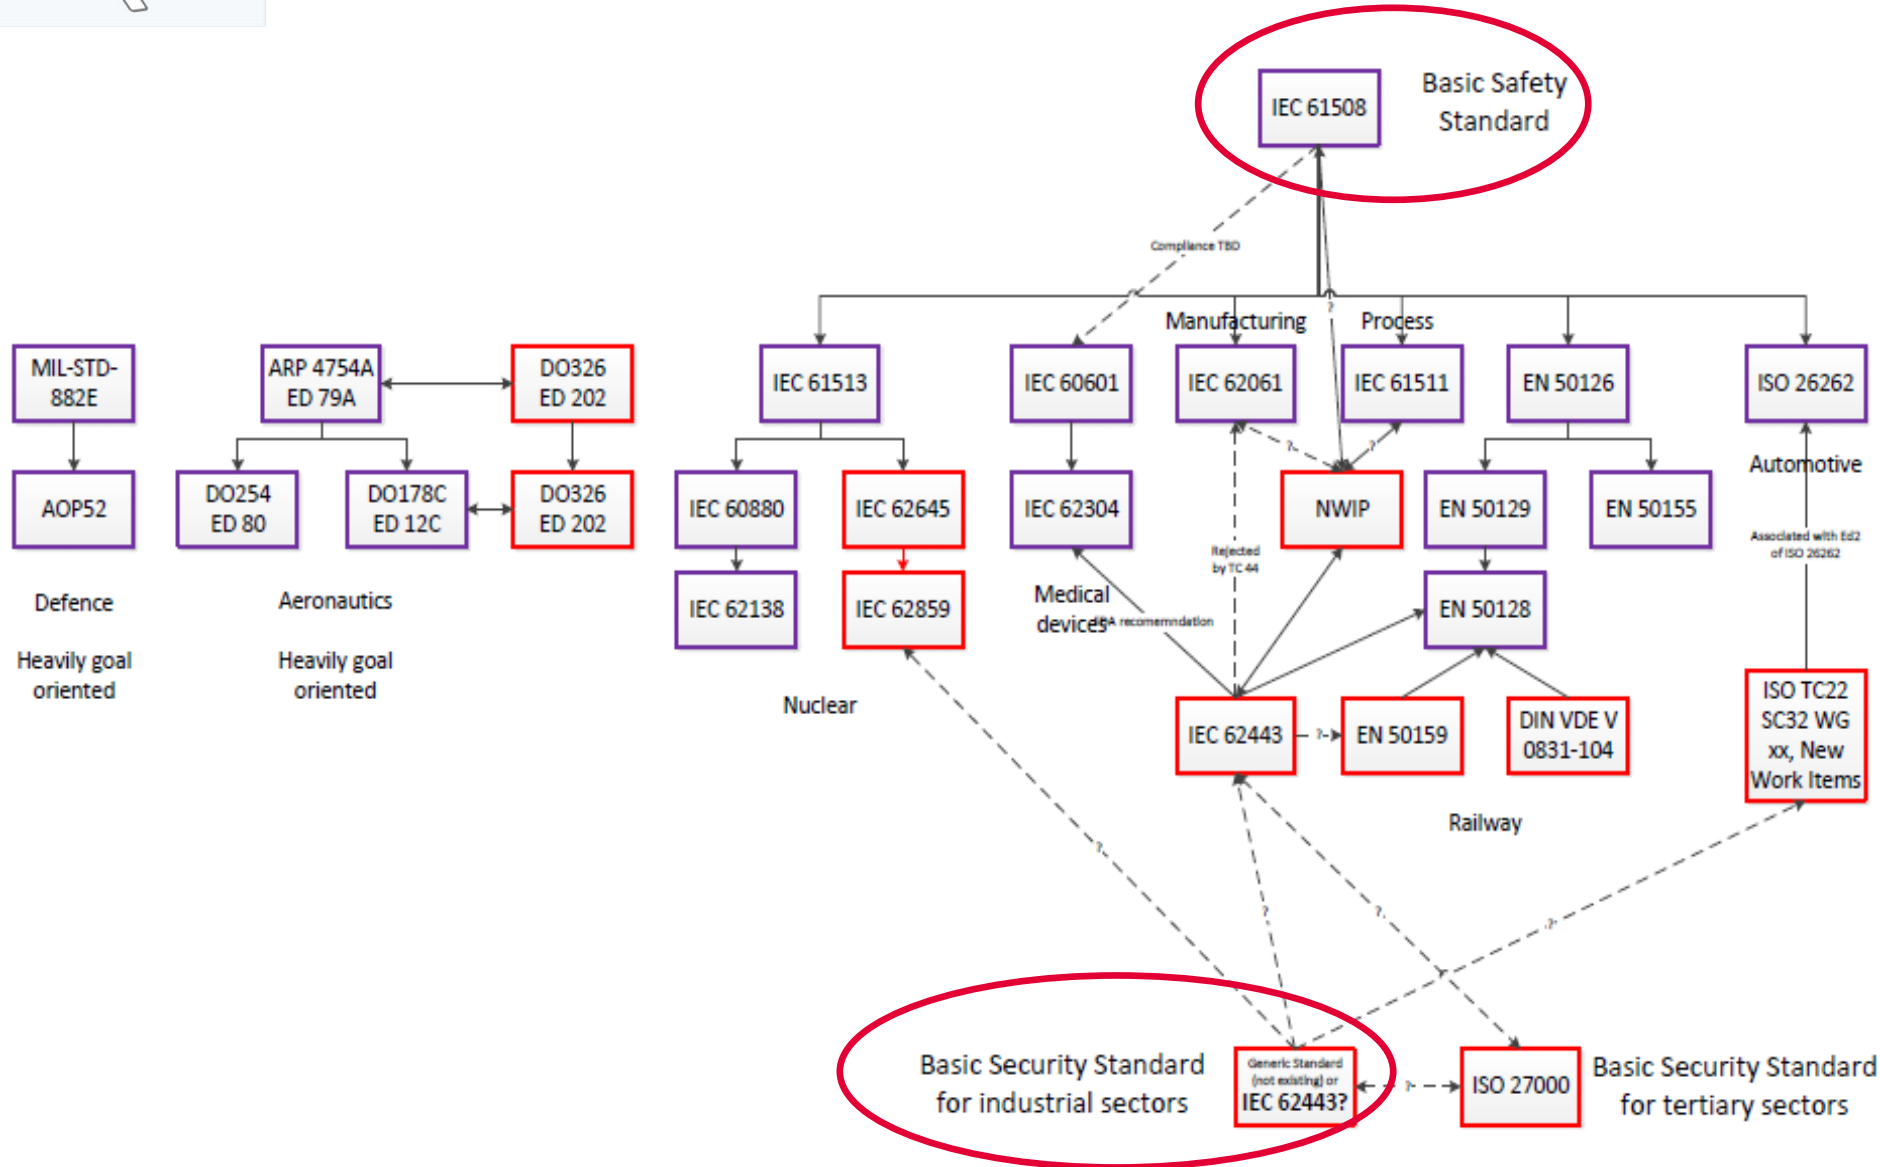 IEC 61508
Basic Safety
Standard
Compliance TBD
?
Manufacturing
Process
MIL-STD-
882E
ARP 4754A
ED 79A
DO326
ED 202
IEC 61513
IEC 60601
IEC 62061
IEC 61511
EN 50126
ISO 26262
?
?
Automotive
AOP52
DO254
ED 80
DO178C
ED 12C
DO326
ED 202
IEC 60880
IEC 62645
IEC 62304
NWIP
EN 50129
EN 50155
Rejected
by TC 44
Associated with Ed2
of ISO 26262
Defence
Aeronautics
IEC 62138
IEC 62859
Medical
devices
recomemndation
EN 50128
Heavily goal
oriented
Heavily goal
oriented
Nuclear
IEC 62443
?
EN 50159
DIN VDE V
0831-104
ISO TC22
SC32 WG
xx, New
Work Items
Railway
?
?
?
?
Basic Security Standard
for industrial sectors
Generic Standard
(not existing) or
IEC 62443?
?
ISO 27000
Basic Security Standard
for tertiary sectors